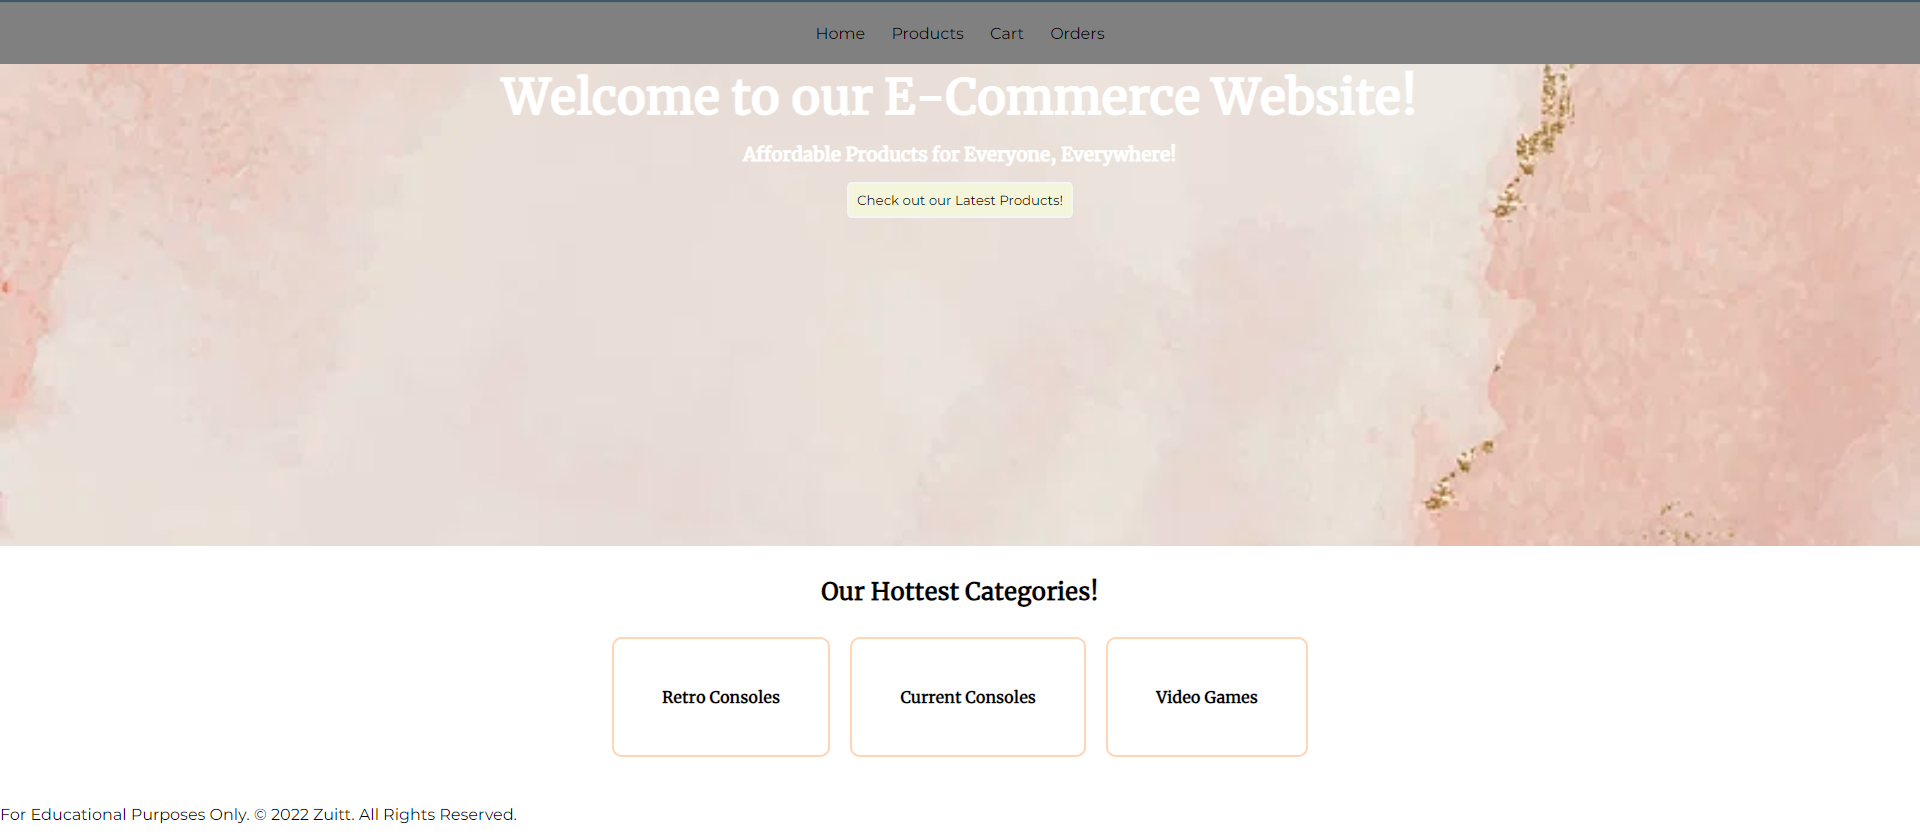 Home Products Cart Orders
Welcome to our E-Commerce Website!
Affordable Products for Everyone, Everywhere!
Check out our Latest Products!
Our Hottest Categories!
Retro Consoles
Current Consoles
Video Games
For Educational Purposes Only. © 2022 Zuitt. All Rights Reserved.